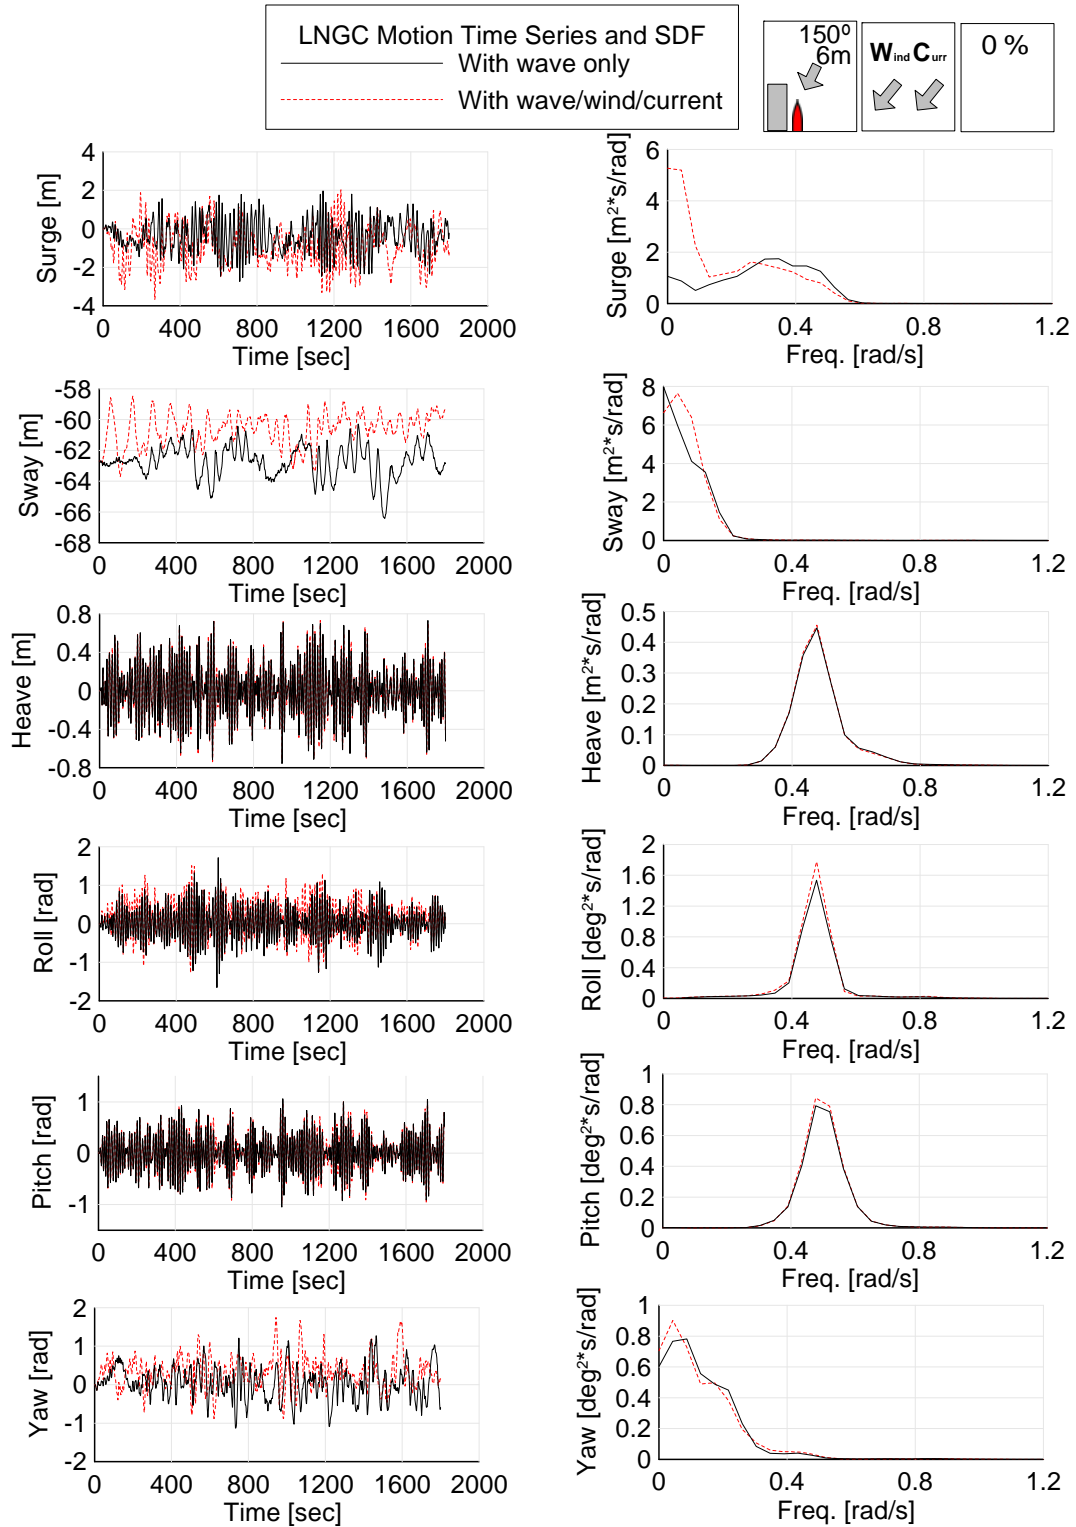 LNGC Motion Time Series and SDF
With wave only
With wave/wind/current
150º
6m
Wind Curr
0 %
4
2
0
-2
-4
Surge [m]
0 400 800 1200 1600 2000
Time [sec]
6
4
2
0
Surge [m2*s/rad]
0 0.4 0.8 1.2
Freq. [rad/s]
-58
-60
-62
-64
-66
-68
Sway [m]
0 400 800 1200 1600 2000
Time [sec]
8
6
4
2
0
Sway [m2*s/rad]
0 0.4 0.8 1.2
Freq. [rad/s]
0.8
0.4
0
-0.4
-0.8
Heave [m]
0 400 800 1200 1600 2000
Time [sec]
0.5
0.4
0.3
0.2
0.1
0
Heave [m2*s/rad]
0 0.4 0.8 1.2
Freq. [rad/s]
2
1
0
-1
-2
Roll [rad]
0 400 800 1200 1600 2000
Time [sec]
2
1.6
1.2
0.8
0.4
0
Roll [deg2*s/rad]
0 0.4 0.8 1.2
Freq. [rad/s]
1
0
-1
Pitch [rad]
0 400 800 1200 1600 2000
Time [sec]
1
0.8
0.6
0.4
0.2
0
Pitch [deg2*s/rad]
0 0.4 0.8 1.2
Freq. [rad/s]
2
1
0
-1
-2
Yaw [rad]
0 400 800 1200 1600 2000
Time [sec]
1
0.8
0.6
0.4
0.2
0
Yaw [deg2*s/rad]
0 0.4 0.8 1.2
Freq. [rad/s]